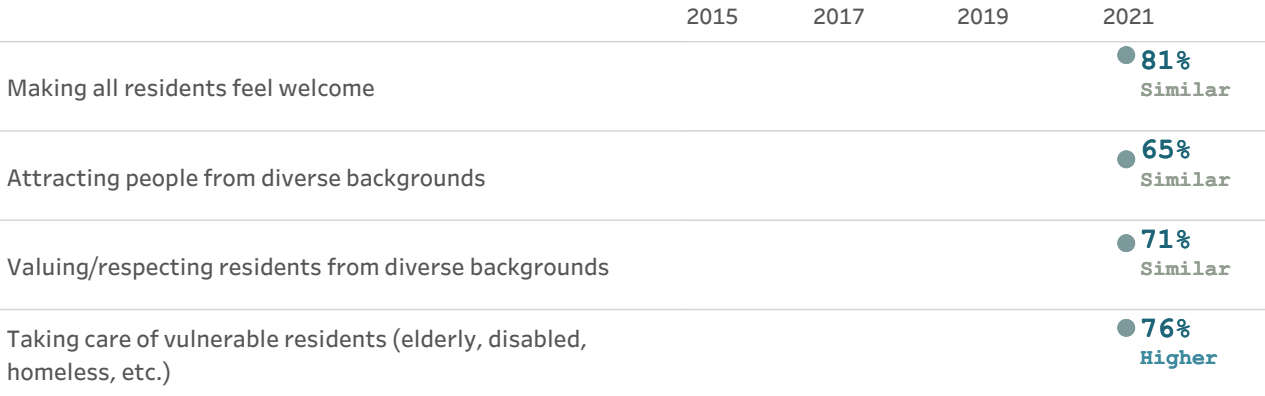 2015 2017 2019 2021
81%
Making all residents feel welcome
Similar
65%
Attracting people from diverse backgrounds
Similar
71%
Valuing/respecting residents from diverse backgrounds
Similar
76%
Taking care of vulnerable residents (elderly, disabled,
homeless, etc.)
Higher